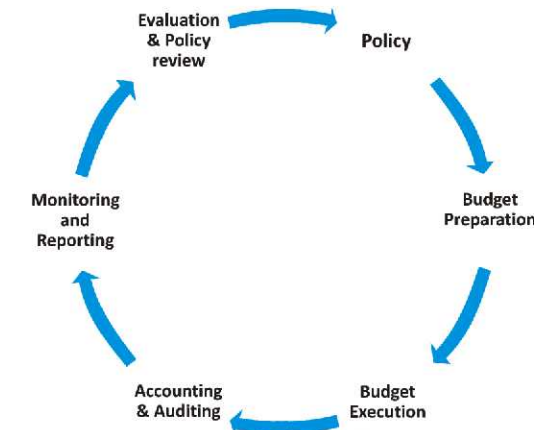 Evaluation
& Policy
review
Policy
Budget
Preparation
Budget
Execution
Accounting
& Auditing
Monitoring
and
Reporting